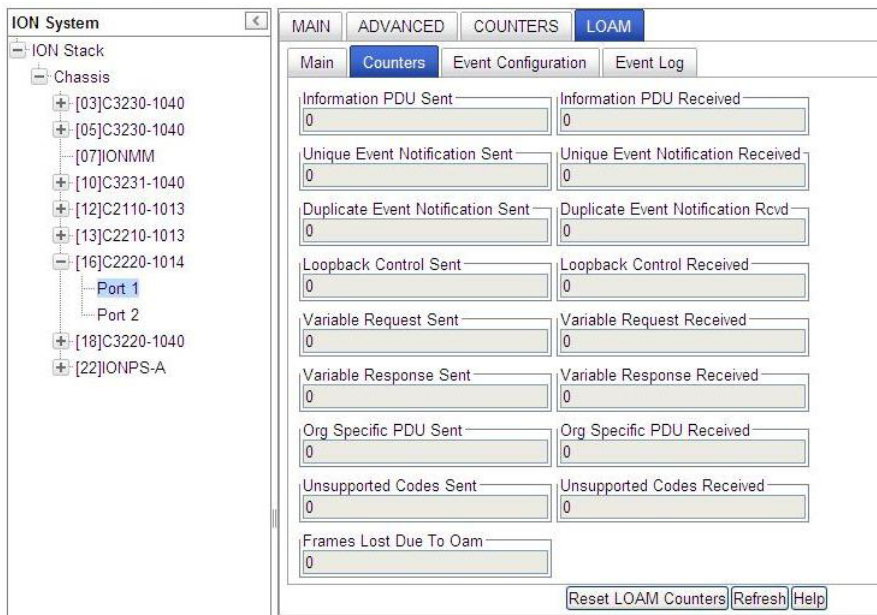 ION System
ION Stack
Chassis
[03]C3230-1040
[05]C3230-1040
[07]IONMM
[10]C3231-1040
[12]C2110-1013
[13]C2210-1013
[16]C2220-1014
Port 1
Port 2
[18]C3220-1040
[22]IONPS-A
MAIN ADVANCED COUNTERS LOAM
Main Counters Event Configuration Event Log
Information PDU Sent Information PDU Received
0 0
Unique Event Notification Sent Unique Event Notification Received
0 0
Duplicate Event Notification Sent Duplicate Event Notification Rcvd
0 0
Loopback Control Sent Loopback Control Received
0 0
Variable Request Sent Variable Request Received
0 0
Variable Response Sent Variable Response Received
0 0
Org Specific PDU Sent Org Specific PDU Received
0 0
Unsupported Codes Sent Unsupported Codes Received
0 0
Frames Lost Due To Oam
0
Reset LOAM Counters Refresh Help